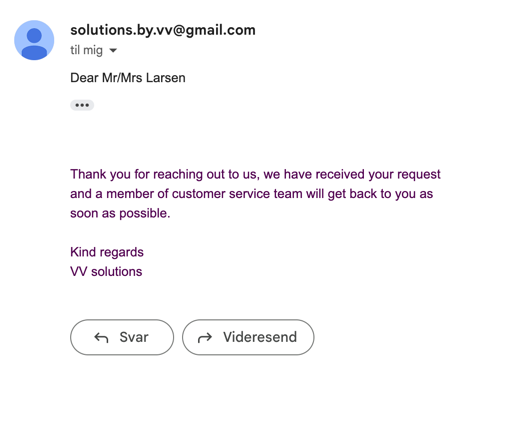 solutions.by.vv@gmail.com
til mig
Dear Mr/Mrs Larsen
Thank you for reaching out to us, we have received your request
and a member of customer service team will get back to you as
soon as possible.
Kind regards
VV solutions
Svar Videresend